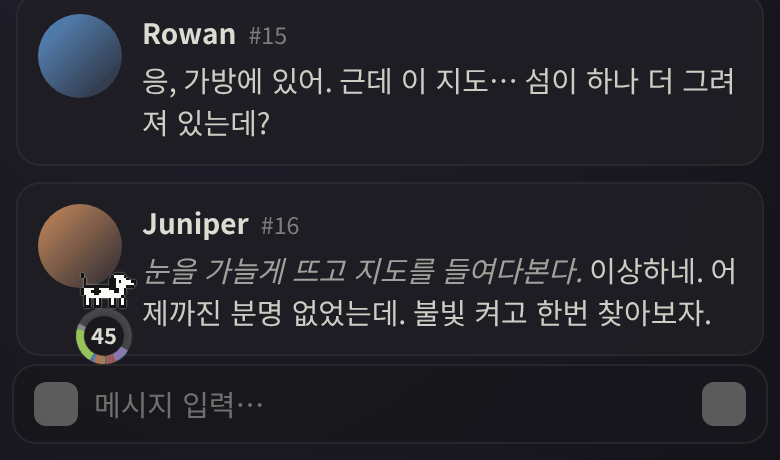 Rowan #15
응, 가방에 있어. 근데 이 지도… 섬이 하나 더 그려
져 있는데?
Juniper #16
눈을 가늘게 뜨고 지도를 들여다본다. 이상하네. 어
제까진 분명 없었는데. 불빛 켜고 한번 찾아보자.
45
메시지 입력…